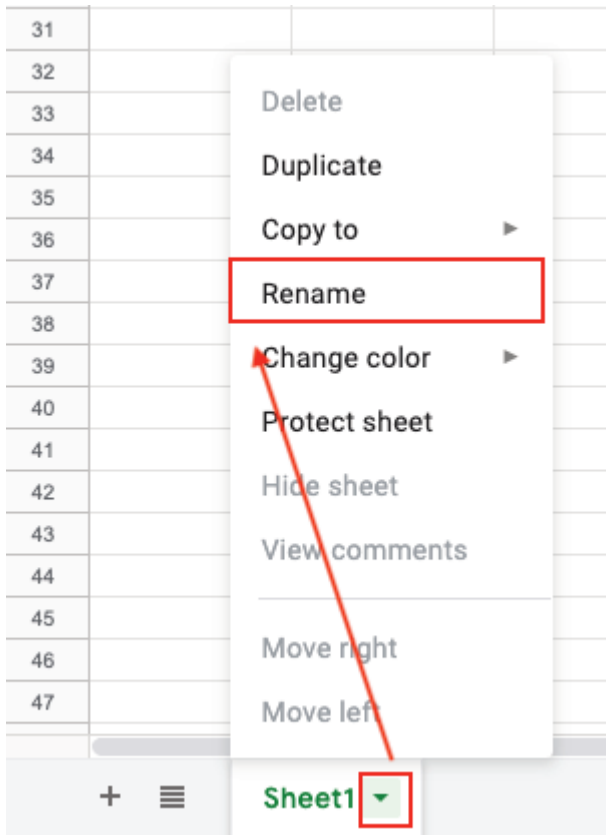 31
32
33
34
35
36
37
38
39
40
41
42
43
44
45
46
47
Delete
Duplicate
Copy to
Rename
Change color
Protect sheet
Hide sheet
View comments
Move right
Move left
Sheet1